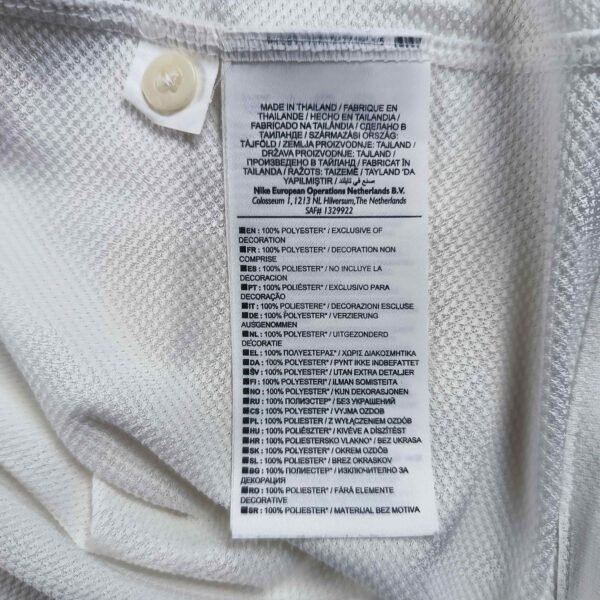 MADE IN THAILAND / FABRIQUE EN
THAILANDE / HECHO EN TAILANDIA /
FABRICADO NA TAILÂNDIA / СДЕЛАНО В
ТАИЛАНДЕ / SZÁRMAZÁSI ORSZÁG:
TÁJFÖLD / ZEMLJA PROIZVODNJE: TAJLAND /
DRŽAVA PROIZVODNJE: TAJLAND /
ПРОИЗВЕДЕНО В ТАЙЛАНД / FABRICAT ÎN
TAILANDA / RAŽOTS: TAIZEMĒ / TAYLAND 'DA
YAPILMIŞTIR / صنع في تايلند
Nike European Operations Netherlands B.V.
Colosseum 1, 1213 NL Hilversum, The Netherlands
SAF# 1329922
EN : 100% POLYESTER* / EXCLUSIVE OF
DECORATION
FR : 100% POLYESTER* / DECORATION NON
COMPRISE
ES : 100% POLIESTER* / NO INCLUYE LA
DECORACION
PT : 100% POLIÉSTER* / EXCLUSIVO PARA
DECORAÇÃO
IT : 100% POLIESTERE* / DECORAZIONI ESCLUSE
DE : 100% POLYESTER* / VERZIERUNG
AUSGENOMMEN
NL : 100% POLYESTER* / UITGEZONDERD
DECORATIE
EL : 100% ΠΟΛΥΕΣΤΕΡΑΣ* / ΧΩΡΙΣ ΔΙΑΚΟΣΜΗΤΙΚΑ
DA : 100% POLYESTER* / PYNT IKKE INDBEFATTET
SV : 100% POLYESTER* / UTAN EXTRA DETALJER
FI : 100% POLYESTERI* / ILMAN SOMISTEITA
NO : 100% POLYESTER* / KUN DEKORASJONEN
RU : 100% ПОЛИЭСТЕР* / БЕЗ УКРАШЕНИЙ
CS : 100% POLYESTER* / VYJMA OZDOB
PL : 100% POLIESTER / Z WYŁĄCZENIEM OZDÓB
HU : 100% POLIÉSZTER* / KIVÉVE A DÍSZÍTÉST
HR : 100% POLIESTERSKO VLAKNO* / BEZ UKRASA
SK : 100% POLYESTER* / OKREM OZDÔB
SL : 100% POLIESTER* / BREZ OKRASKOV
BG : 100% ПОЛИЕСТЕР* / ИЗКЛЮЧИТЕЛНО ЗА
ДЕКОРАЦИЯ
RO : 100% POLIESTER* / FĂRĂ ELEMENTE
DECORATIVE
SR : 100% POLIESTER* / MATERIJAL BEZ MOTIVA